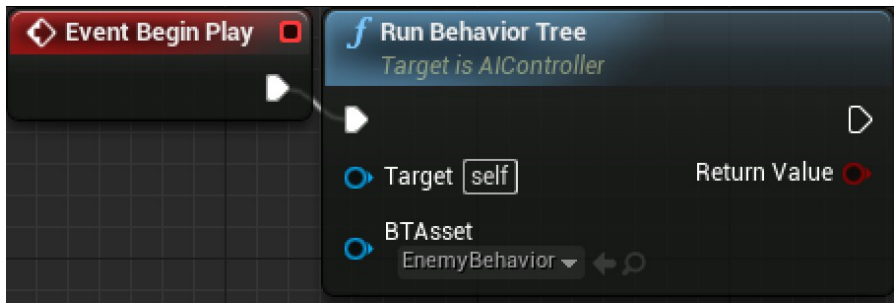 Event Begin Play
f Run Behavior Tree
Target is AIController
Target self
Return Value
BTAsset
EnemyBehavior